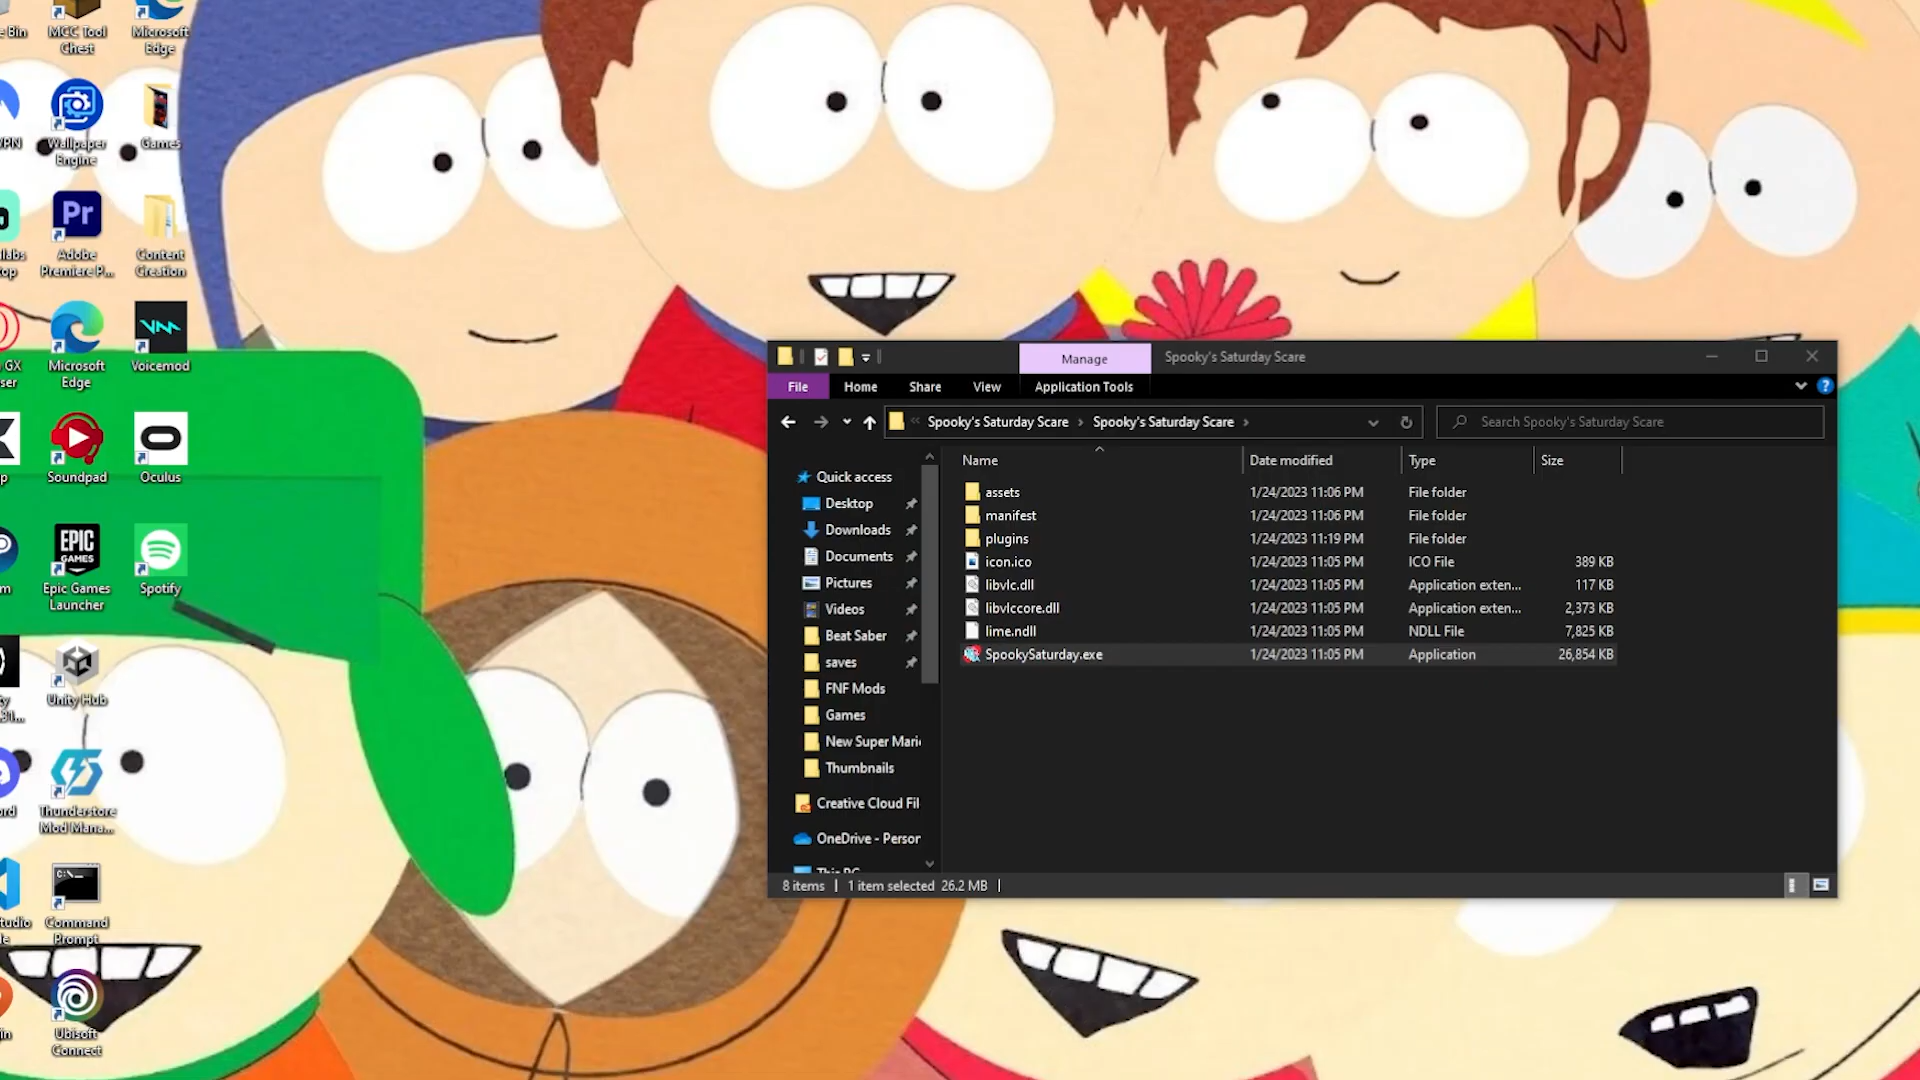 e Bin
MCC Tool
Chest
Microsoft
Edge
VPN
Wallpaper
Engine
Games
Pr
Adobe
Premiere P...
Content
Creation
GX
Microsoft
Edge
Voicemod
Soundpad
Oculus
EPIC
GAMES
Epic Games
Launcher
Spotify
Unity Hub
Thunderstore
Mod Mana...
C:\_
Command
Prompt
Ubisoft
Connect
Manage
Spooky's Saturday Scare
File
Home
Share
View
Application Tools
?
Spooky's Saturday Scare
Spooky's Saturday Scare
Search Spooky's Saturday Scare
Name
Date modified
Type
Size
Quick access
Desktop
Downloads
Documents
Pictures
Videos
Beat Saber
saves
FNF Mods
Games
New Super Mari
Thumbnails
Creative Cloud Fil
OneDrive - Person
This PC
assets 1/24/2023 11:06 PM File folder
manifest 1/24/2023 11:06 PM File folder
plugins 1/24/2023 11:19 PM File folder
icon.ico 1/24/2023 11:05 PM ICO File 389 KB
libvlc.dll 1/24/2023 11:05 PM Application exten... 117 KB
libvlccore.dll 1/24/2023 11:05 PM Application exten... 2,373 KB
lime.ndll 1/24/2023 11:05 PM NDLL File 7,825 KB
SpookySaturday.exe 1/24/2023 11:05 PM Application 26,854 KB
8 items
1 item selected 26.2 MB